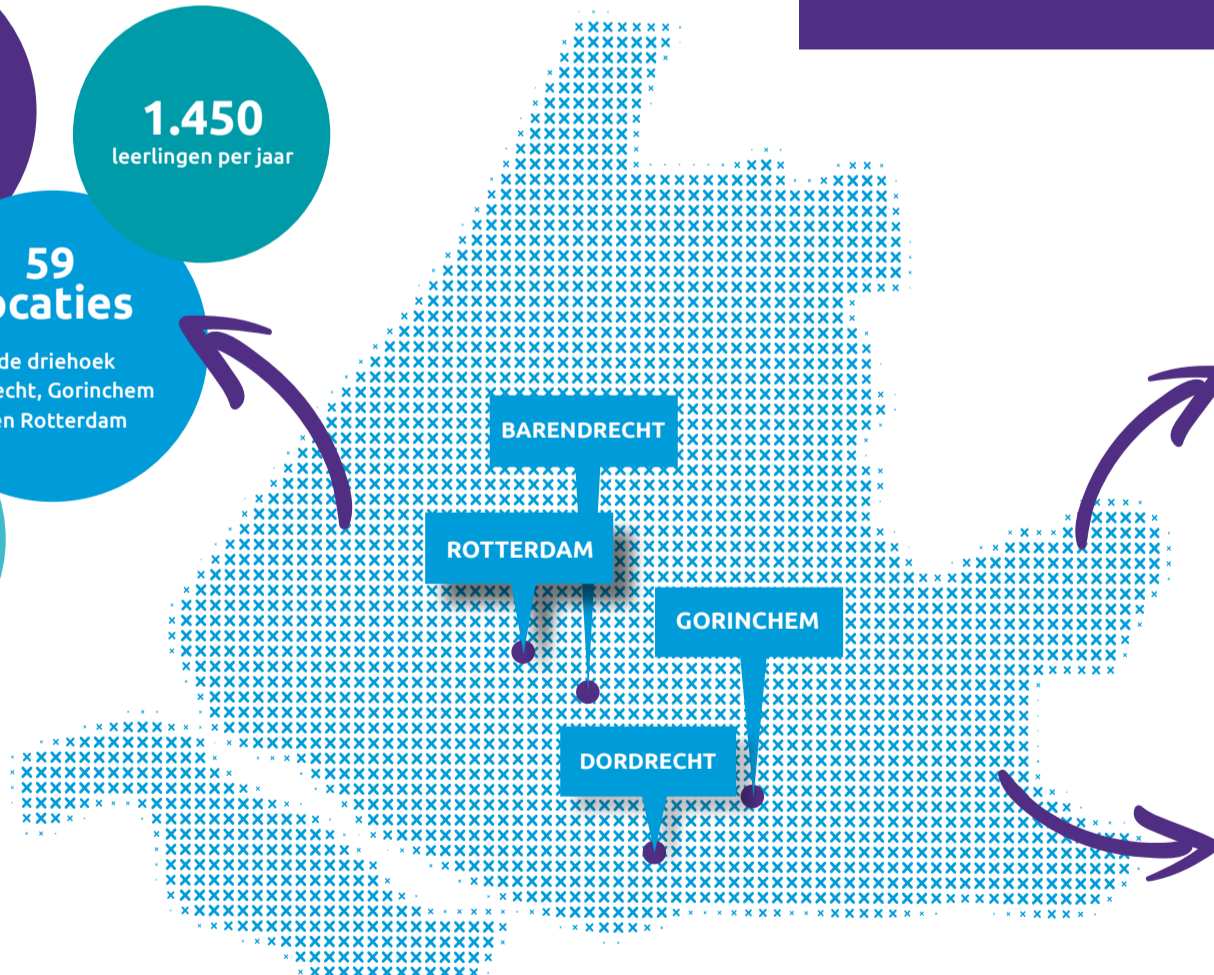 1.450
leerlingen per jaar
59
ocaties
de driehoek
echt, Gorinchem
en Rotterdam
BARENDRECHT
ROTTERDAM
GORINCHEM
DORDRECHT